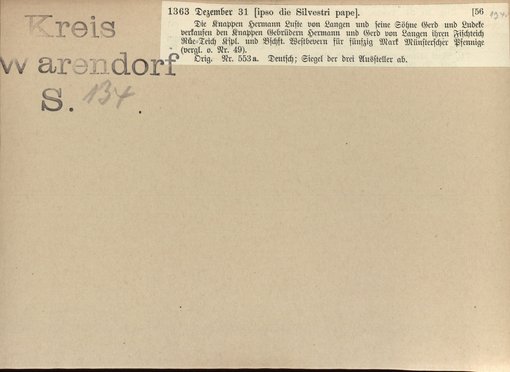 Kreis
Warendorf
S. 134.
1363 Dezember 31 [ipso die Silvestri pape]. [56
Die Knappen Hermann Luste von Langen und seine Söhne Gerd und Ludeke
verkaufen den Knappen Gebrüdern Hermann und Gerd von Langen ihren Fischteich
Rüe-Teich Kspl. und Bschft. Westbevern für fünfzig Mark Münsterscher Pfennige
(vergl. o. Nr. 49).
Orig. Nr. 553a. Deutsch; Siegel der drei Aussteller ab.